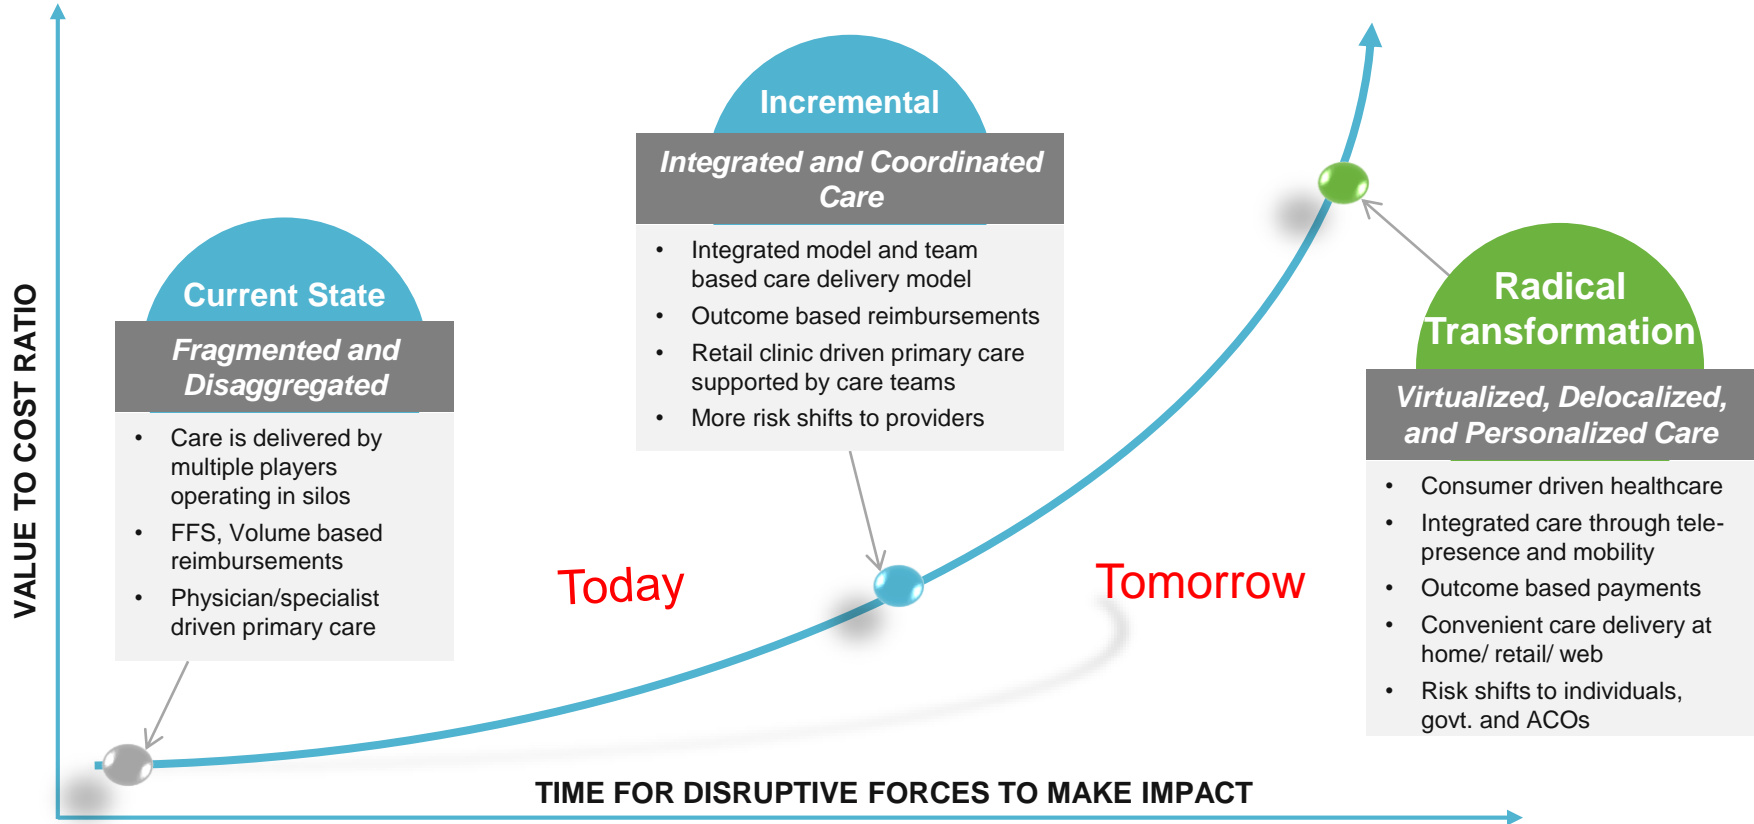 VALUE TO COST RATIO
Current State
Fragmented and
Disaggregated
• Care is delivered by
multiple players
operating in silos
• FFS, Volume based
reimbursements
• Physician/specialist
driven primary care
Incremental
Integrated and Coordinated
Care
• Integrated model and team
based care delivery model
• Outcome based reimbursements
• Retail clinic driven primary care
supported by care teams
• More risk shifts to providers
Today
Tomorrow
Radical
Transformation
Virtualized, Delocalized,
and Personalized Care
• Consumer driven healthcare
• Integrated care through tele-
presence and mobility
• Outcome based payments
• Convenient care delivery at
home/ retail/ web
• Risk shifts to individuals,
govt. and ACOs
TIME FOR DISRUPTIVE FORCES TO MAKE IMPACT